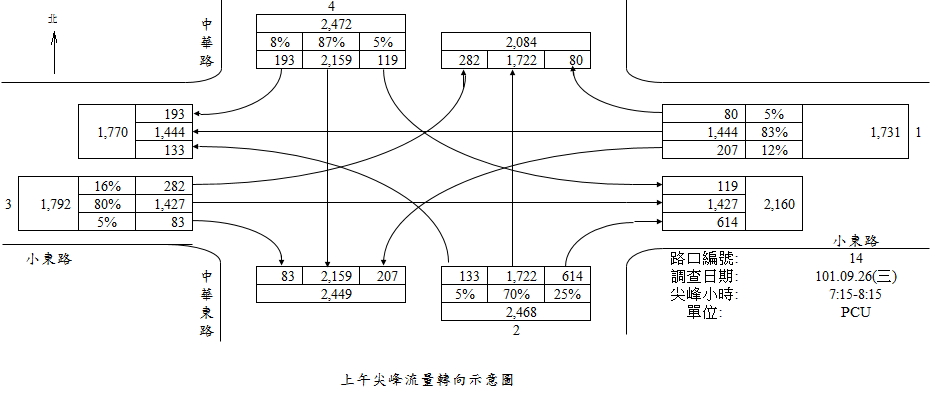 4
北
中華路
2,472
8% 87% 5%
193 2,159 119
2,084
282 1,722 80
1,770
193
1,444
133
80 5%
1,444 83%
207 12%
1,731
1
3
1,792
16% 282
80% 1,427
5% 83
119
1,427
614
2,160
小東路
小東路
中華東路
83 2,159 207
2,449
133 1,722 614
5% 70% 25%
2,468
2
路口編號: 14
調查日期: 101.09.26(三)
尖峰小時: 7:15-8:15
單位: PCU
上午尖峰流量轉向示意圖